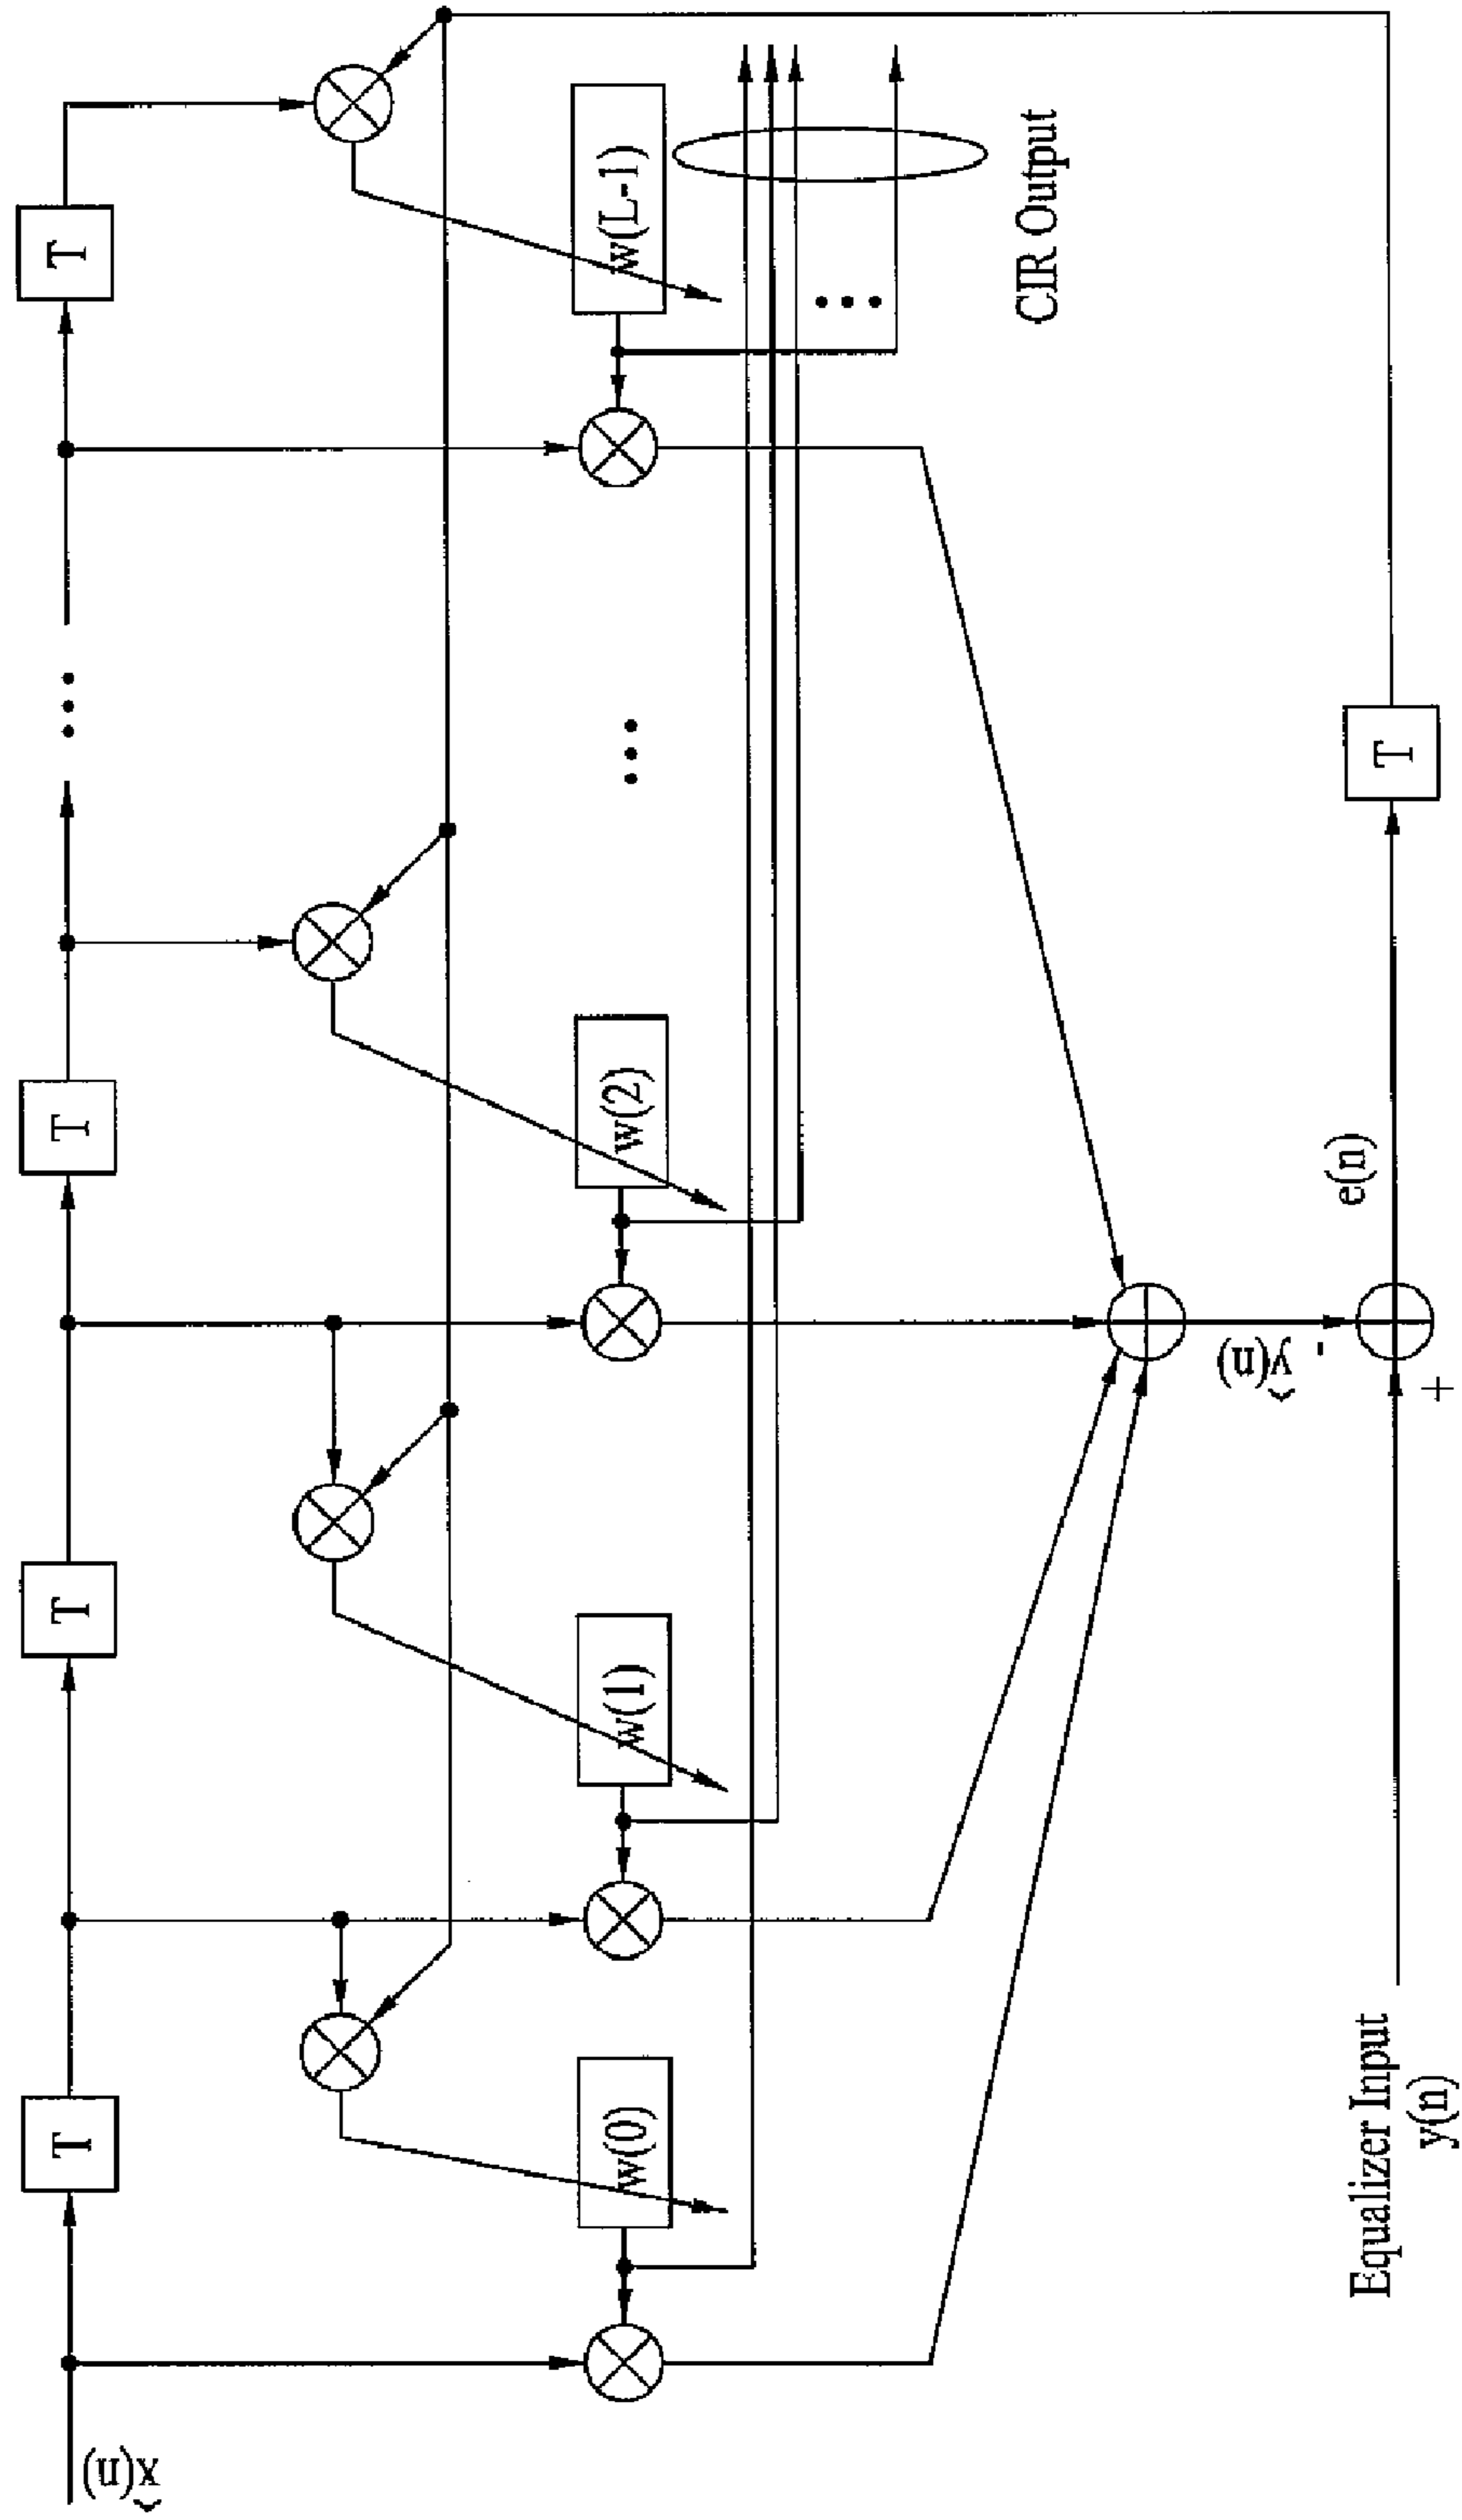 x̂(n)
T
T
T
...
T
w(0)
w(1)
w(2)
...
w(L-1)
...
CIR Output
ŷ(n)
-
e(n)
+
T
Equalizer Input
y(n)